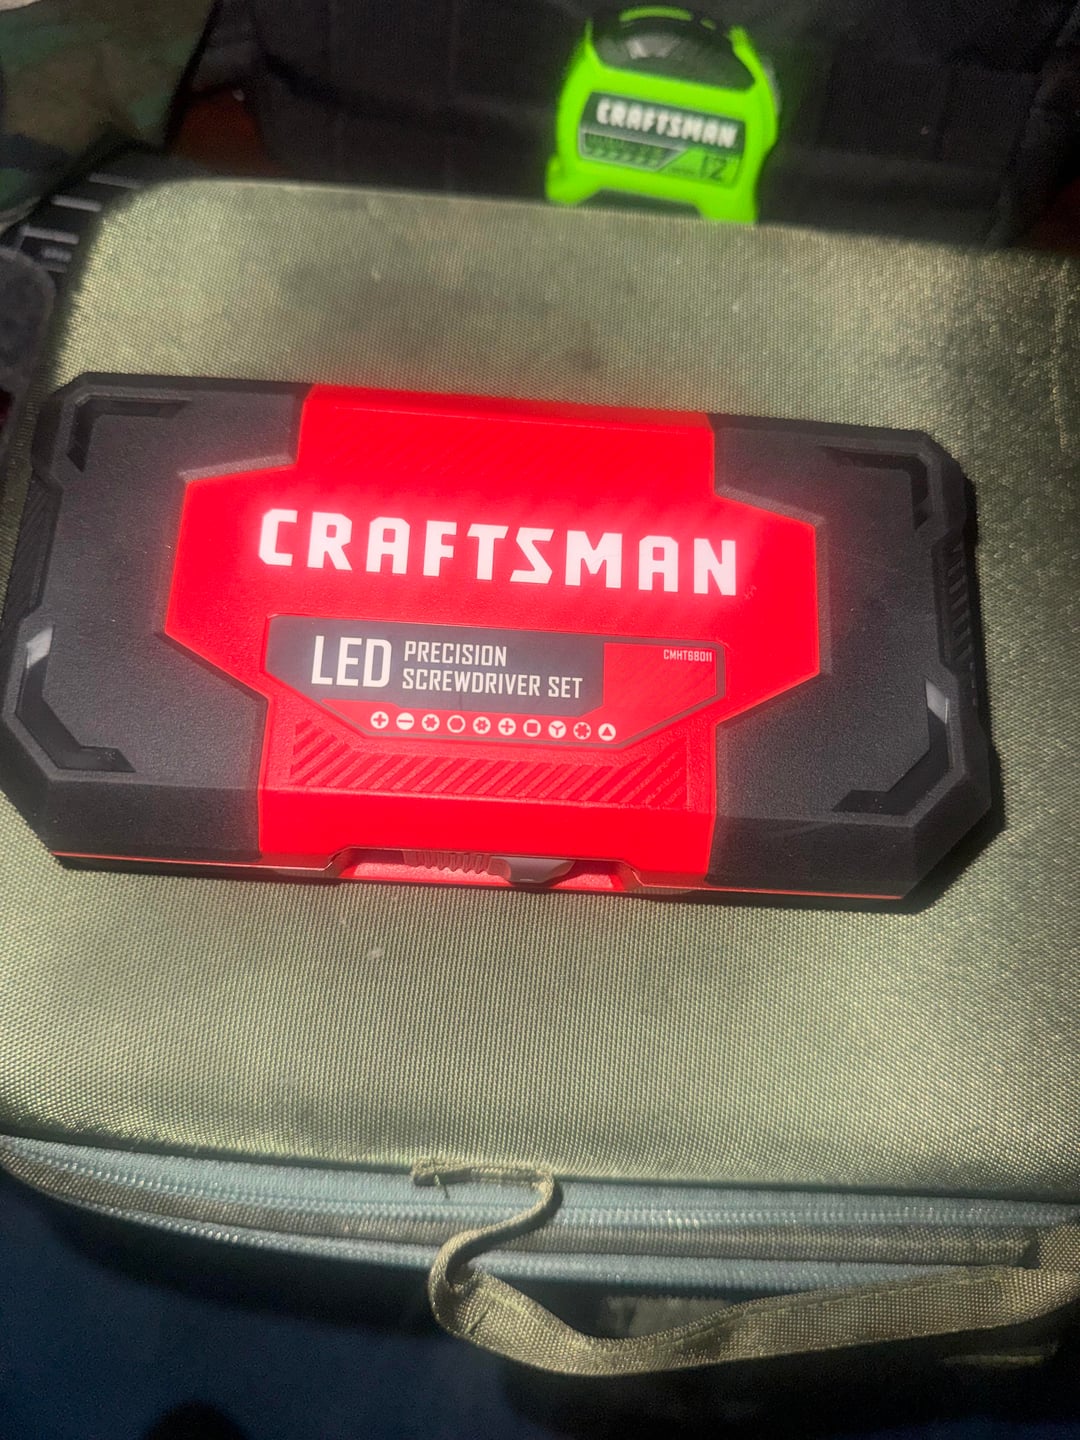 CRAFTSMAN
12'
CRAFTSMAN
LED PRECISION
SCREWDRIVER SET
CMHT68011